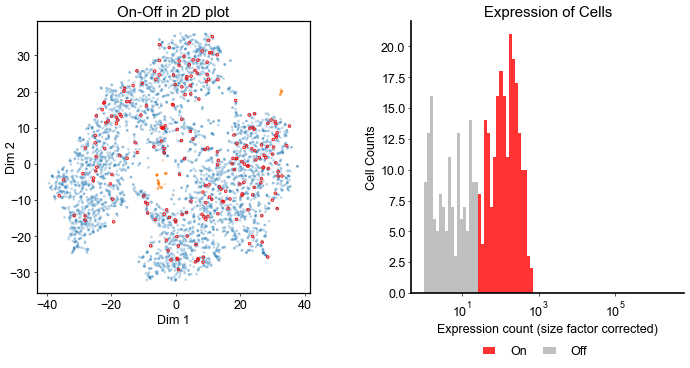 On-Off in 2D plot
Dim 2
30
20
10
0
−10
−20
−30
−40 −20 0 20 40
Dim 1
Expression of Cells
Cell Counts
20.0
17.5
15.0
12.5
10.0
7.5
5.0
2.5
0.0
10^1 10^3 10^5
Expression count (size factor corrected)
On Off